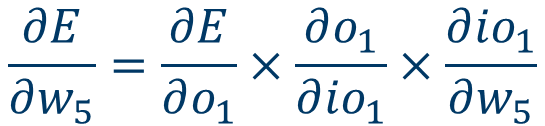 ∂E/∂w₅ = ∂E/∂o₁ × ∂o₁/∂io₁ × ∂io₁/∂w₅